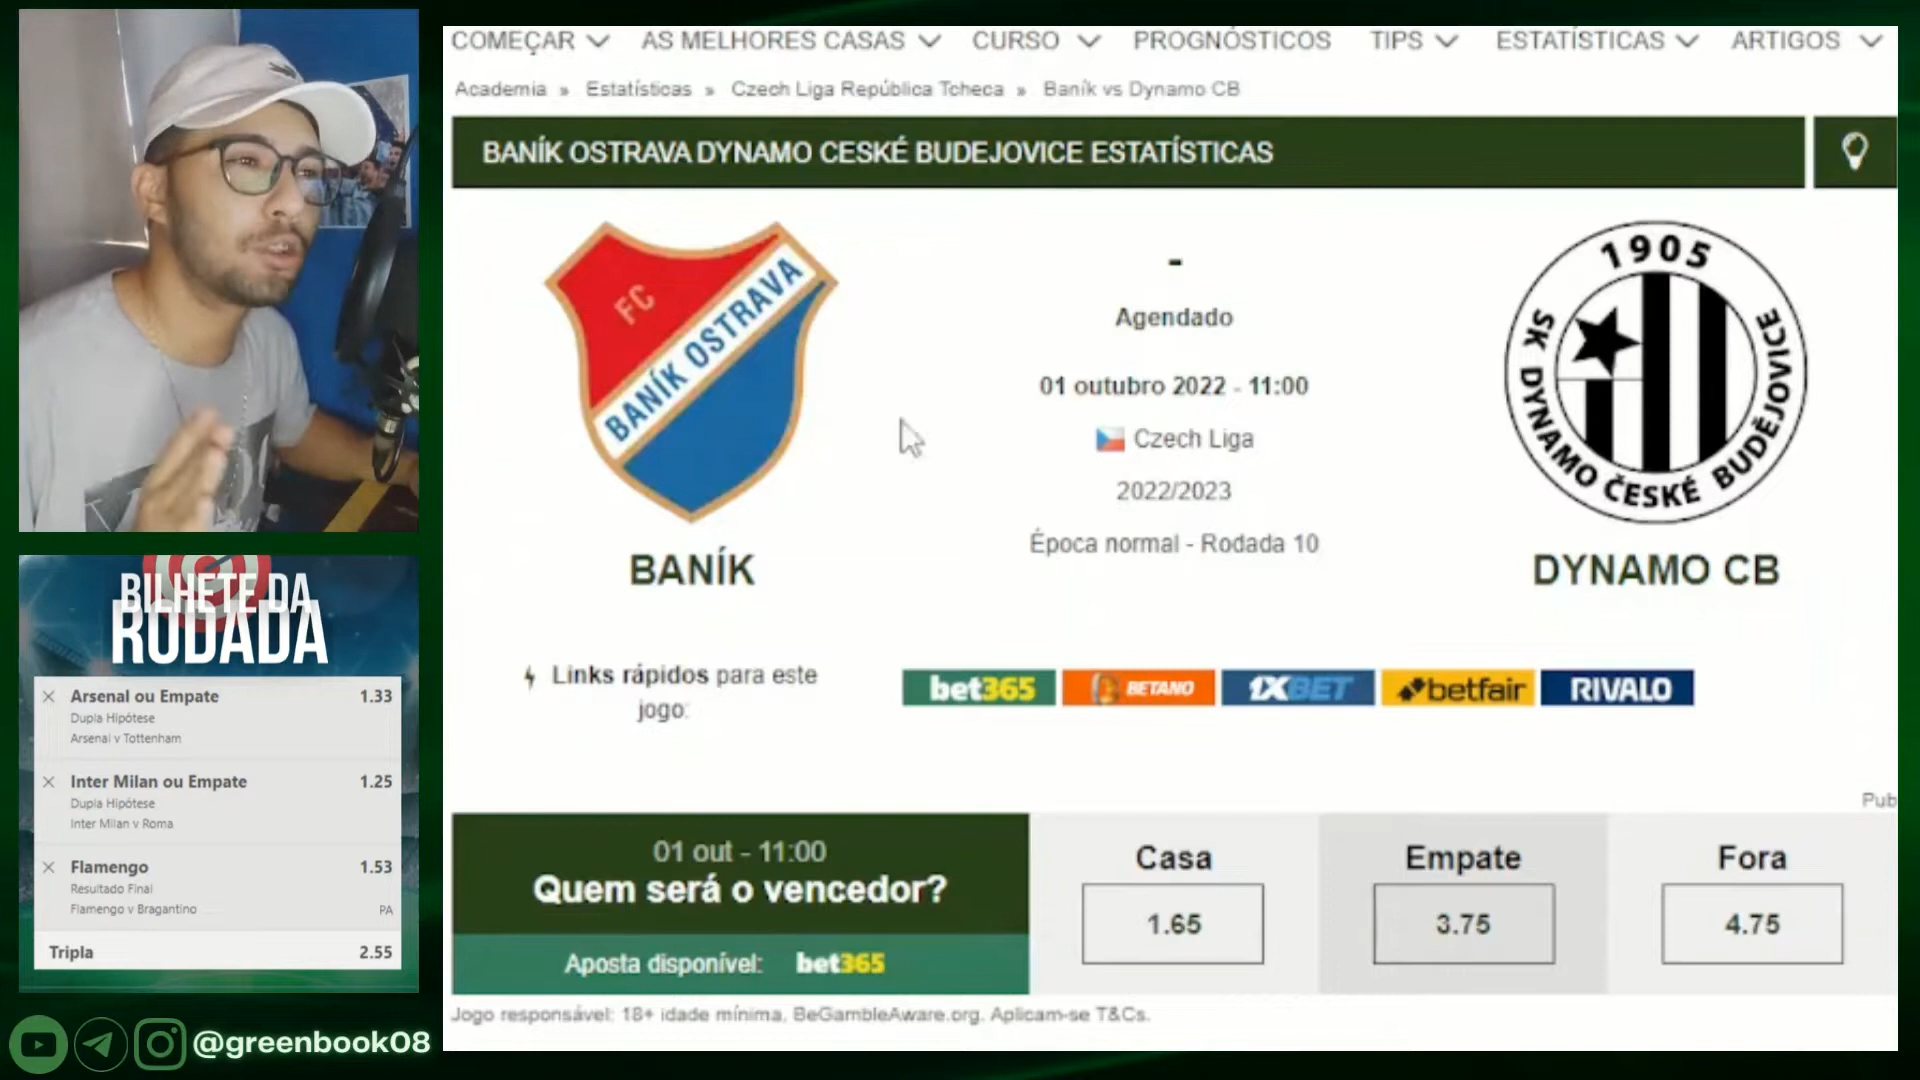 COMEÇAR AS MELHORES CASAS CURSO PROGNÓSTICOS TIPS ESTATÍSTICAS ARTIGOS
Academia » Estatísticas » Czech Liga República Tcheca » Baník vs Dynamo CB
BANÍK OSTRAVA DYNAMO CESKÉ BUDEJOVICE ESTATÍSTICAS
FC
BANÍK OSTRAVA
-
Agendado
01 outubro 2022 - 11:00
Czech Liga
2022/2023
Época normal - Rodada 10
1905
SK DYNAMO ČESKÉ BUDĚJOVICE
BANÍK
DYNAMO CB
Links rápidos para este
jogo:
bet365 BETANO 1XBET betfair RIVALO
Pub
01 out - 11:00
Quem será o vencedor?
Aposta disponível: bet365
Casa
1.65
Empate
3.75
Fora
4.75
Jogo responsável: 18+ idade mínima, BeGambleAware.org. Aplicam-se T&Cs.
BILHETE DA
RODADA
Arsenal ou Empate 1.33
Dupla Hipótese
Arsenal v Tottenham
Inter Milan ou Empate 1.25
Dupla Hipótese
Inter Milan v Roma
Flamengo 1.53
Resultado Final
Flamengo v Bragantino PA
Tripla 2.55
@greenbook08